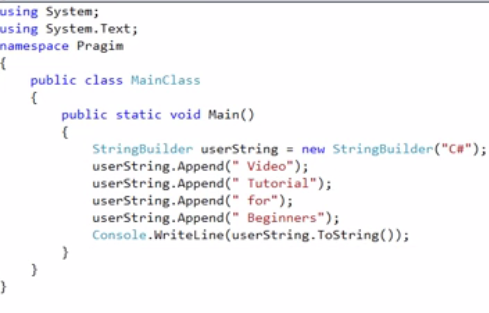 using System;
using System.Text;
namespace Pragim
{
    public class MainClass
    {
        public static void Main()
        {
            StringBuilder userString = new StringBuilder("C#");
            userString.Append(" Video");
            userString.Append(" Tutorial");
            userString.Append(" for");
            userString.Append(" Beginners");
            Console.WriteLine(userString.ToString());
        }
    }
}